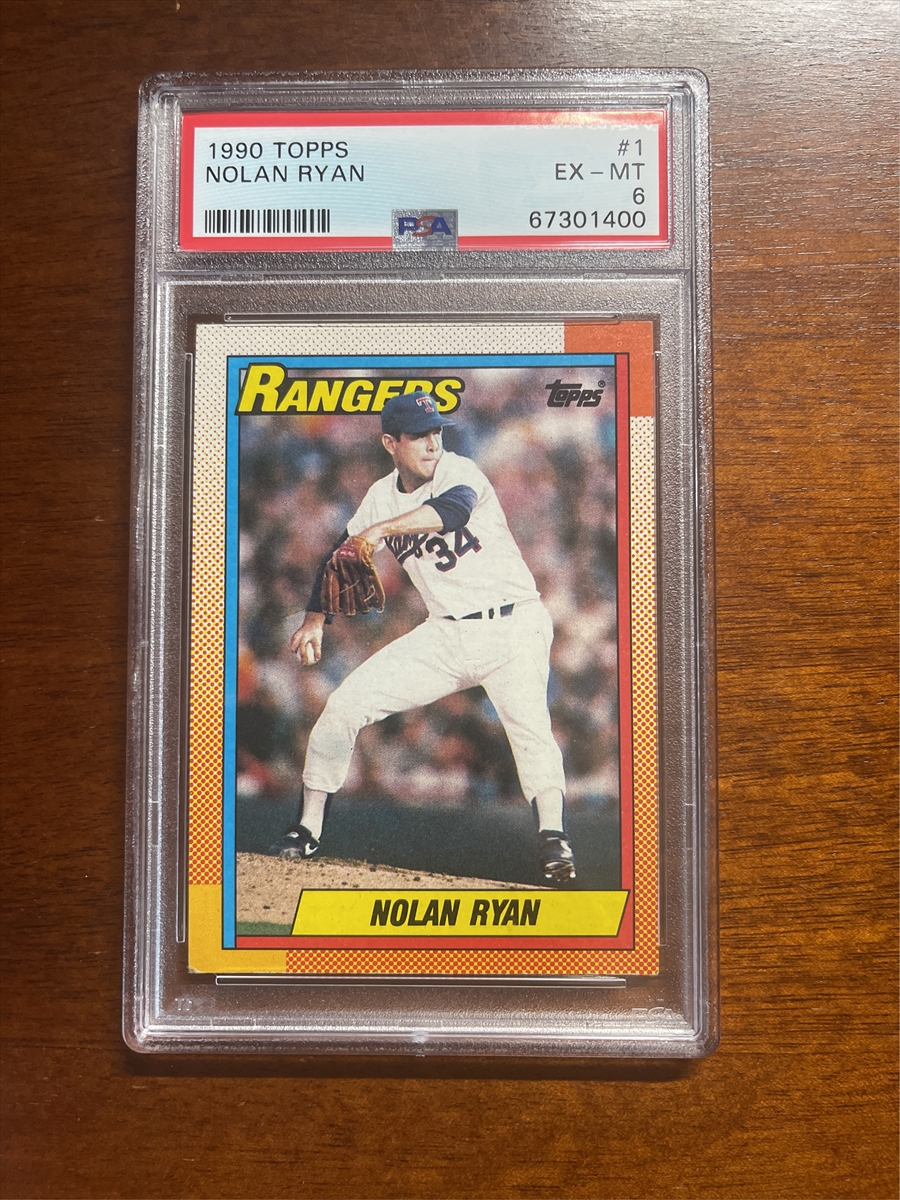 1990 TOPPS #1
NOLAN RYAN EX - MT
6
PSA 67301400
RANGERS
TOPPS®
T
34
NOLAN RYAN